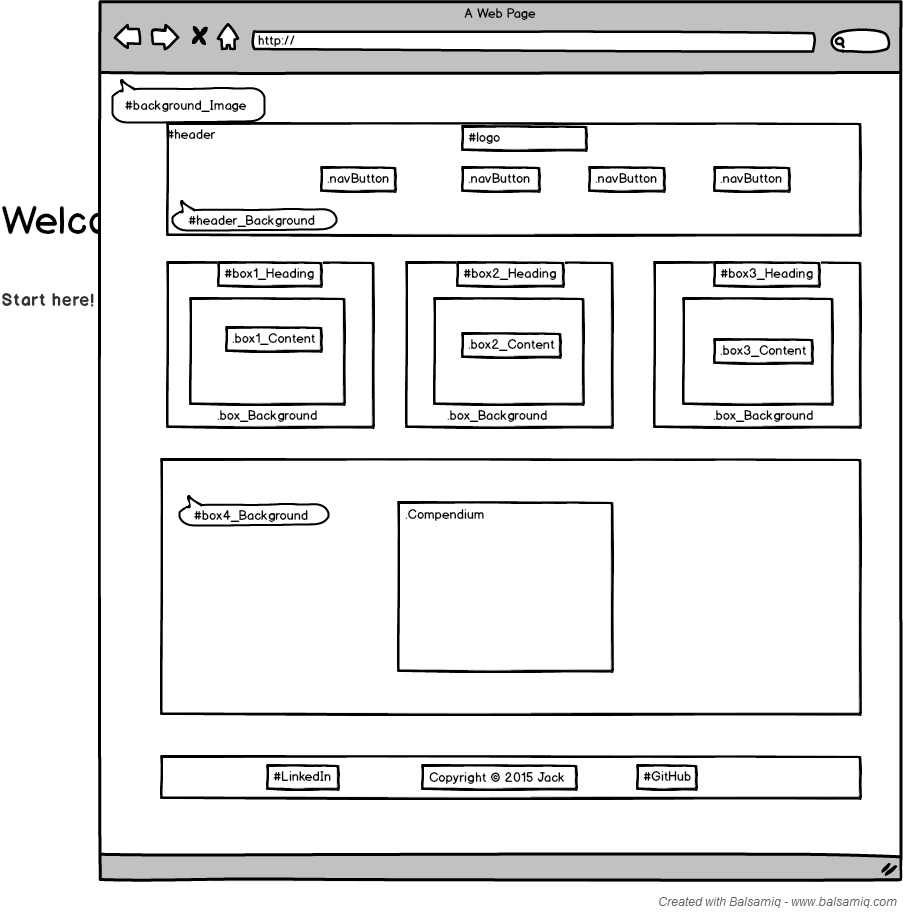 A Web Page
http://
#background_Image
#header
#logo
.navButton .navButton .navButton .navButton
#header_Background
Start here!
#box1_Heading #box2_Heading #box3_Heading
.box1_Content .box2_Content .box3_Content
.box_Background .box_Background .box_Background
#box4_Background
.Compendium
#LinkedIn Copyright © 2015 Jack #GitHub
Created with Balsamiq - www.balsamiq.com